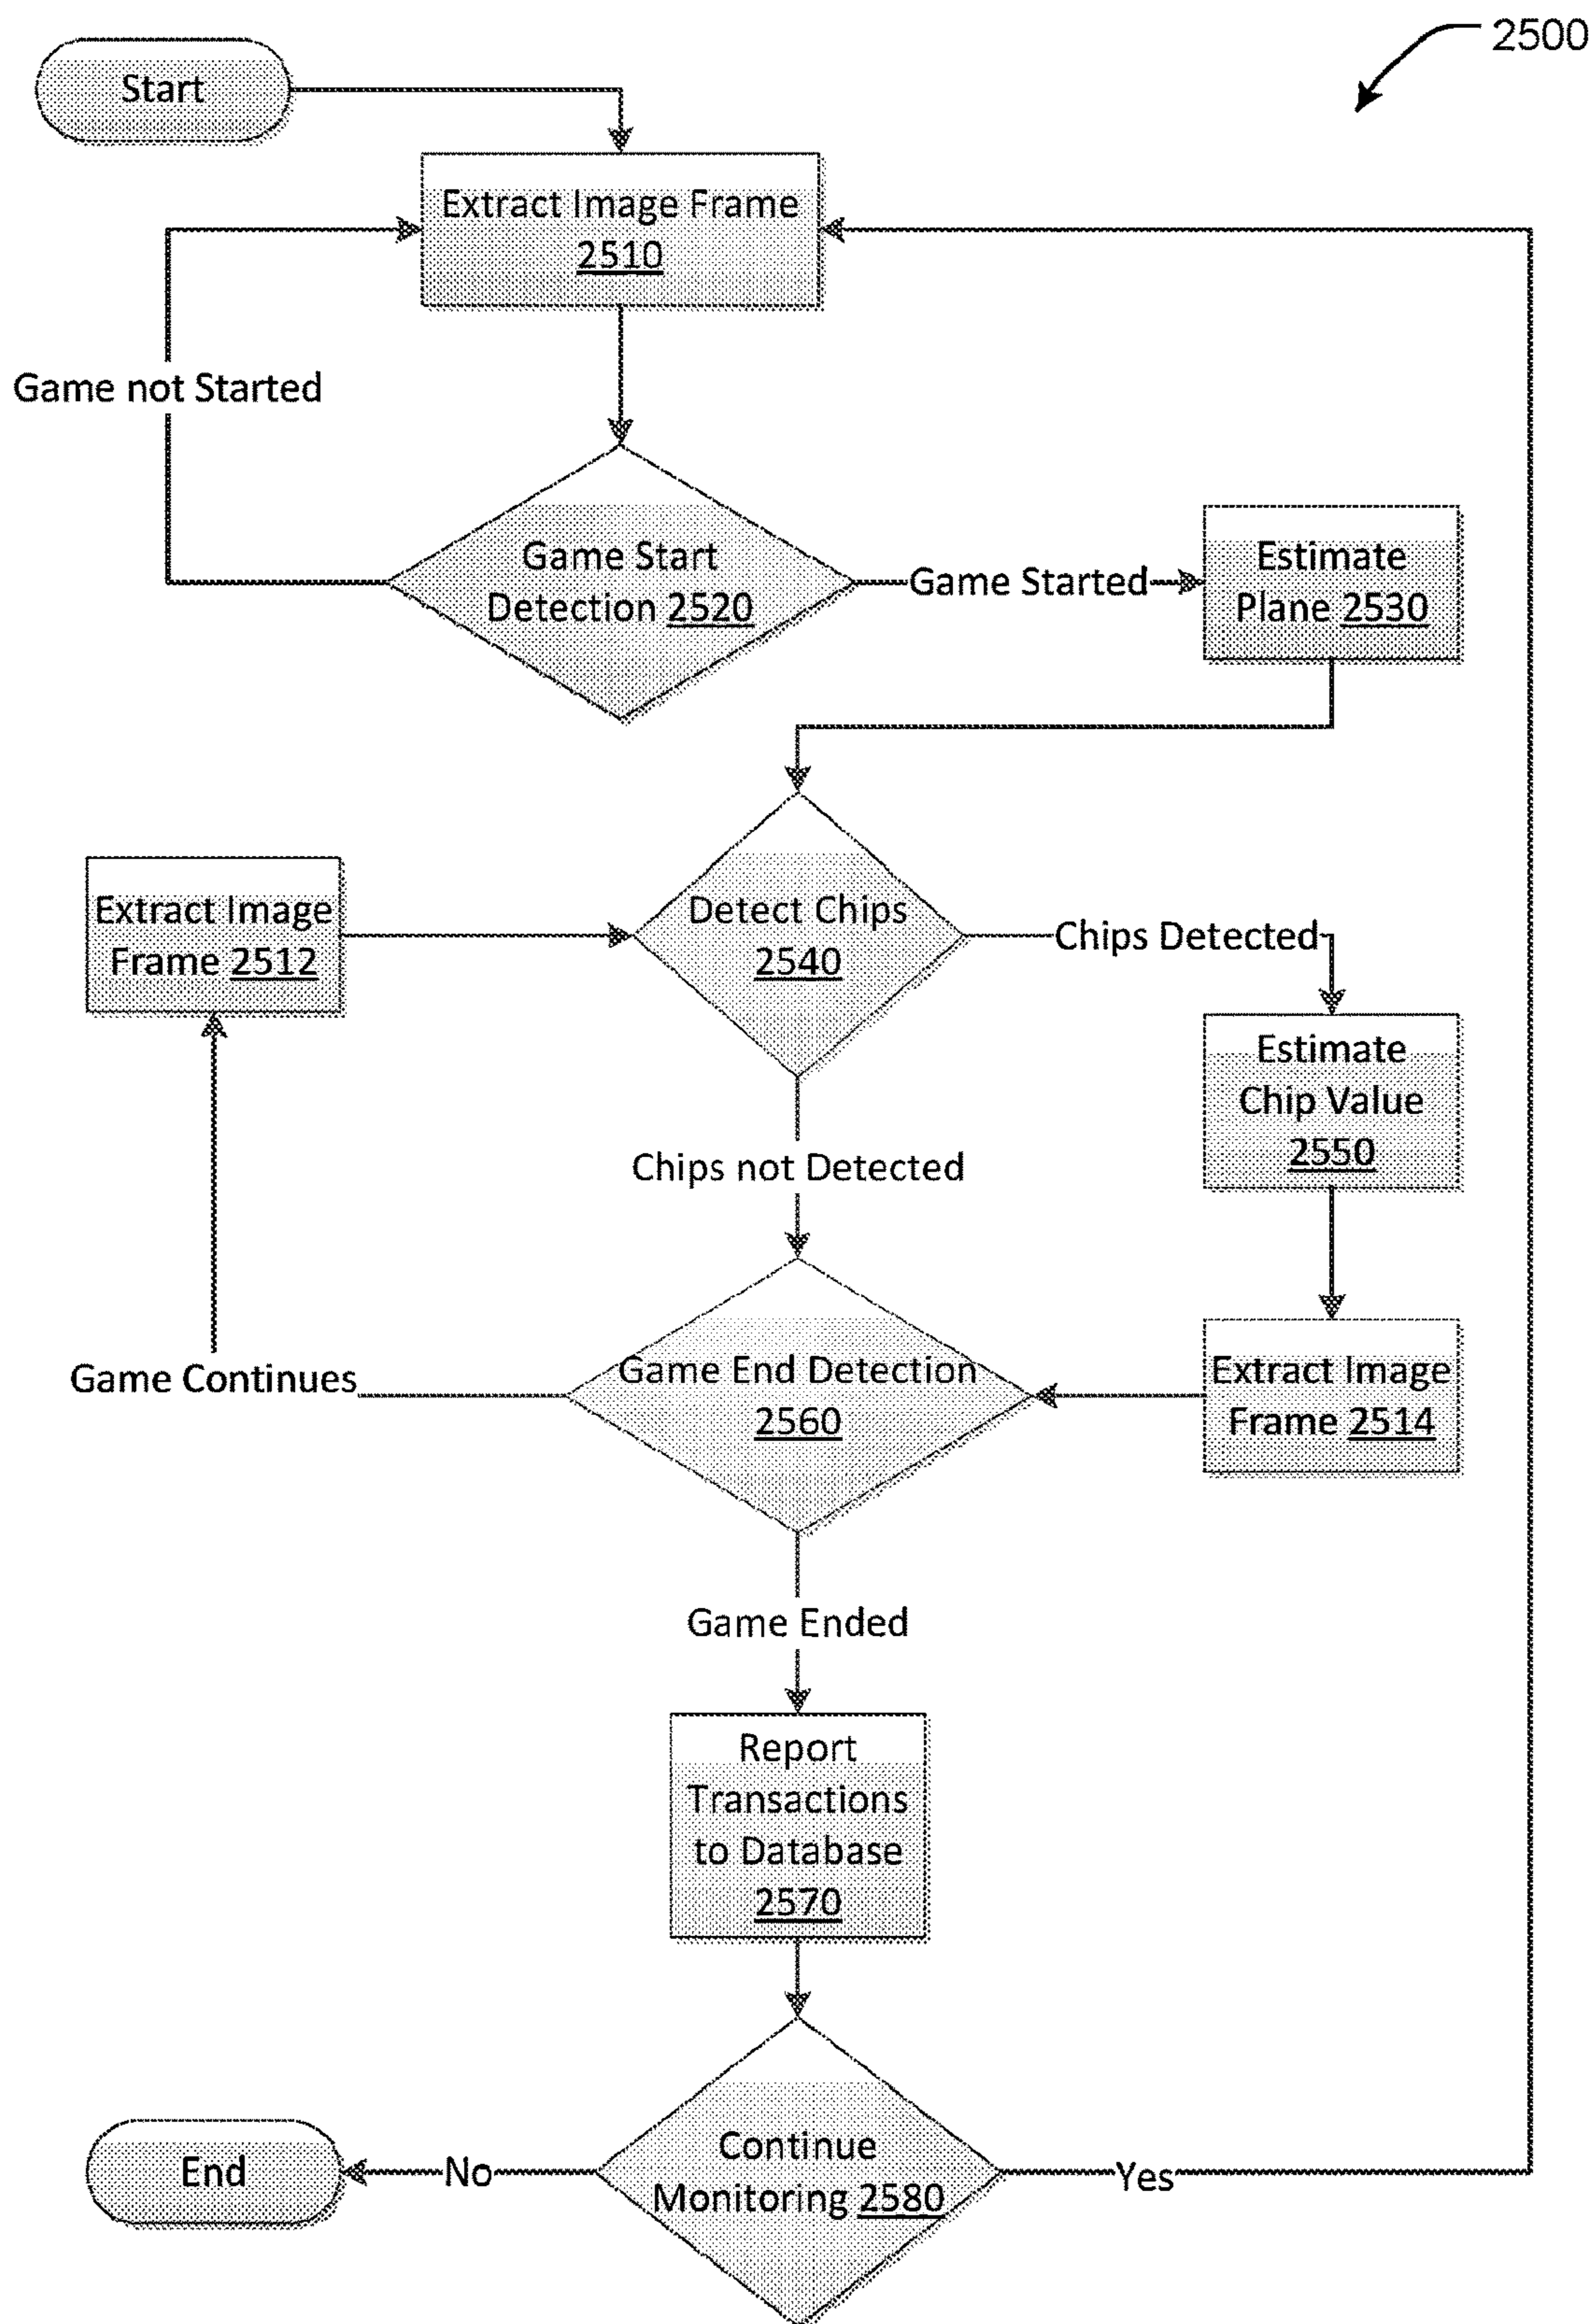 2500
Start
Extract Image Frame
2510
Game not Started
Game Start
Detection 2520
Game Started
Estimate
Plane 2530
Extract Image
Frame 2512
Detect Chips
2540
Chips Detected
Estimate
Chip Value
2550
Chips not Detected
Game Continues
Game End Detection
2560
Extract Image
Frame 2514
Game Ended
Report
Transactions
to Database
2570
End
No
Continue
Monitoring 2580
Yes